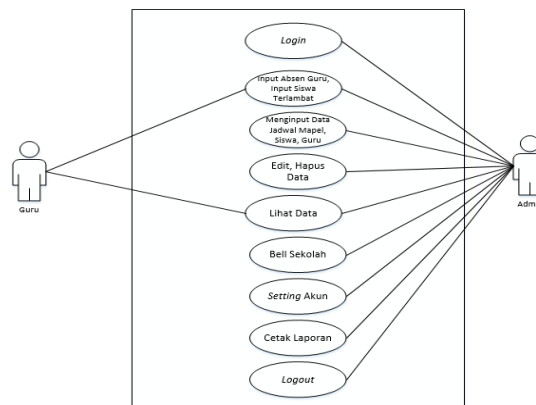 Login
Input Absen Guru,
Input Siswa
Terlambat
Menginput Data
Jadwal Mapel,
Siswa, Guru
Edit, Hapus
Data
Lihat Data
Bell Sekolah
Setting Akun
Cetak Laporan
Logout
Guru
Adm